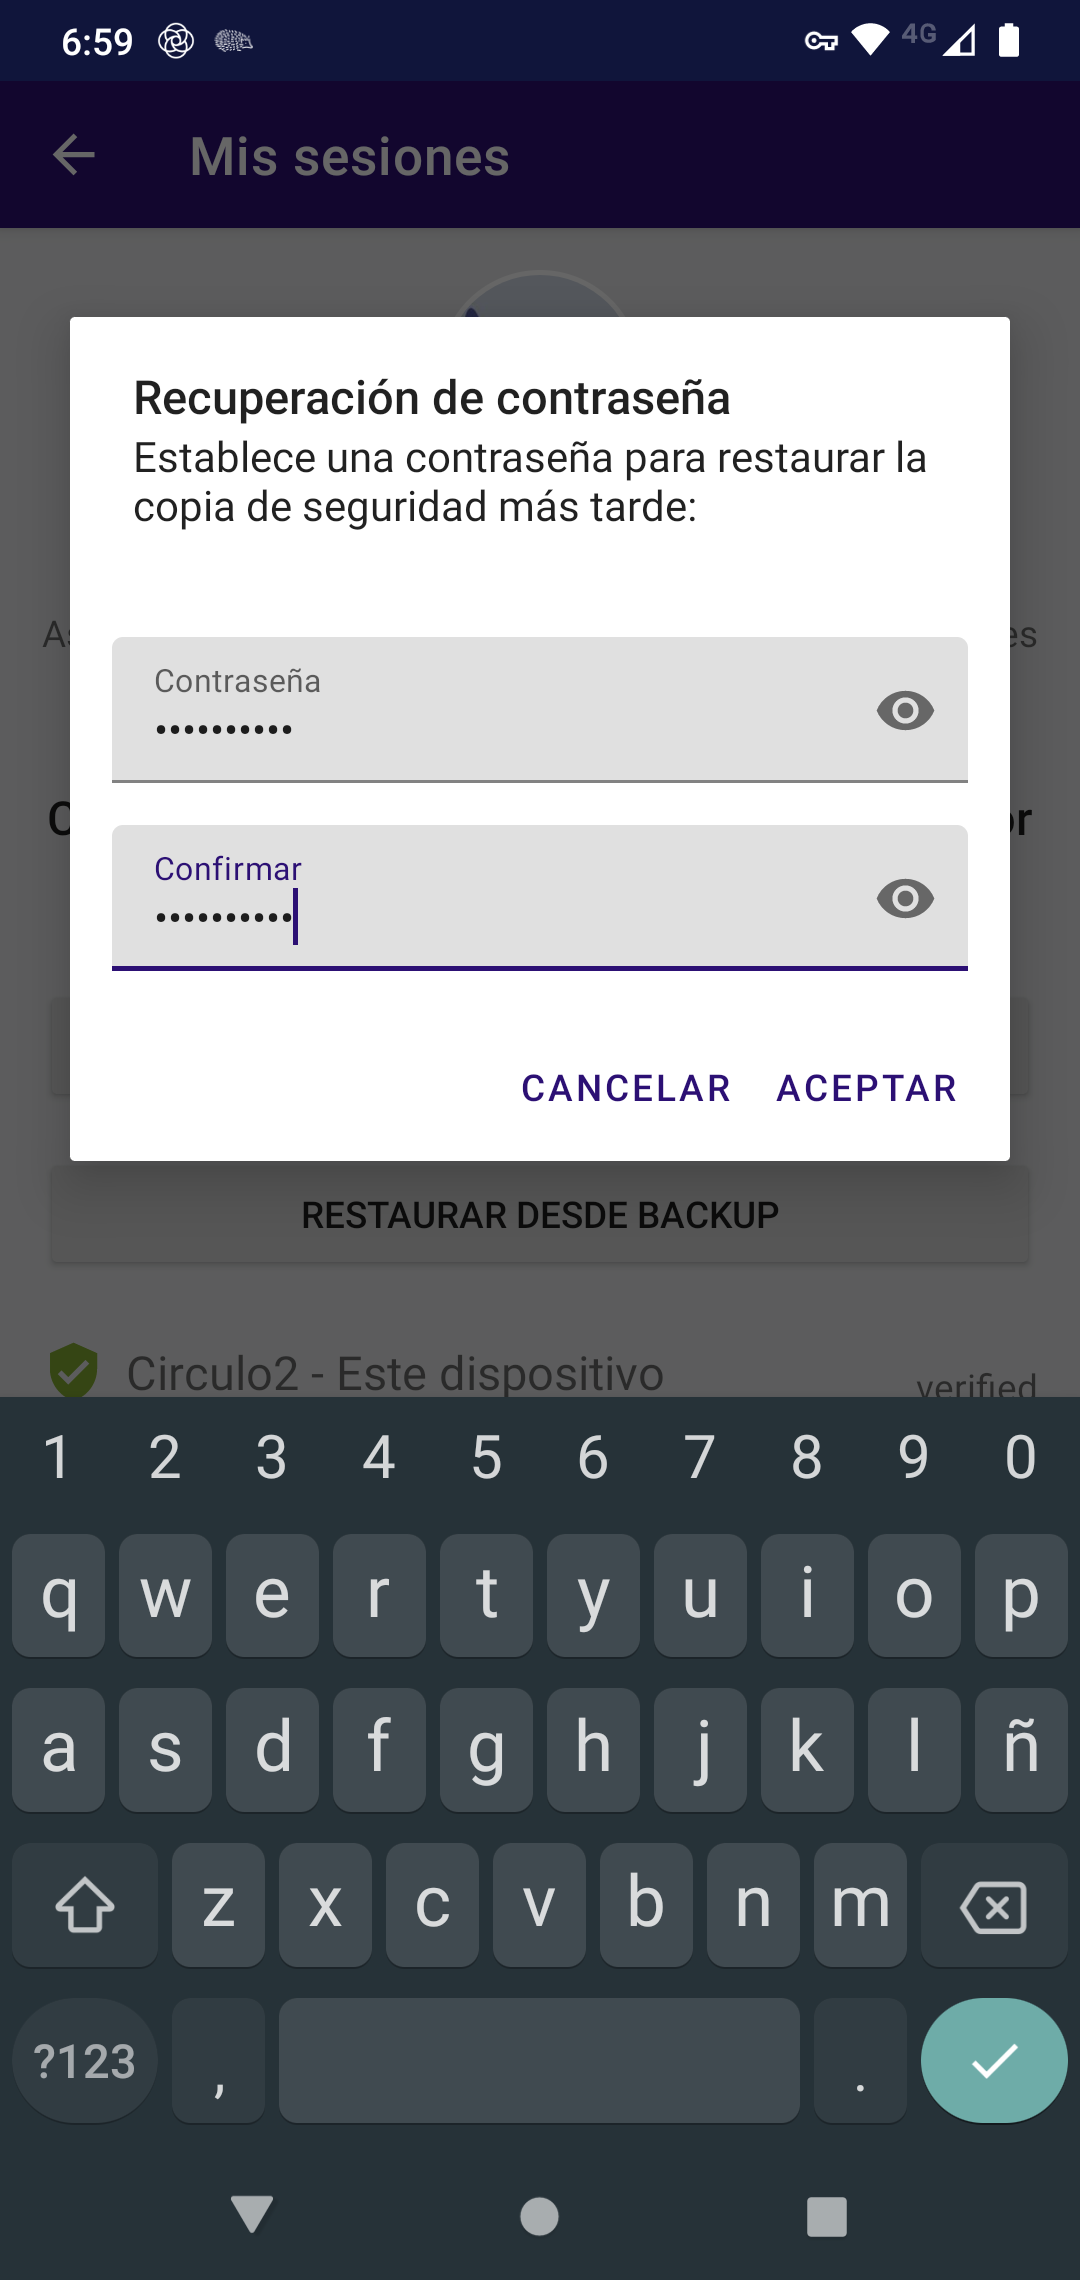 6:59
4G
Mis sesiones
Recuperación de contraseña
Establece una contraseña para restaurar la
copia de seguridad más tarde:
Contraseña
••••••••••
Confirmar
••••••••••
CANCELAR ACEPTAR
RESTAURAR DESDE BACKUP
Circulo2 - Este dispositivo
verified
1 2 3 4 5 6 7 8 9 0
q w e r t y u i o p
a s d f g h j k l ñ
z x c v b n m
?123 , .